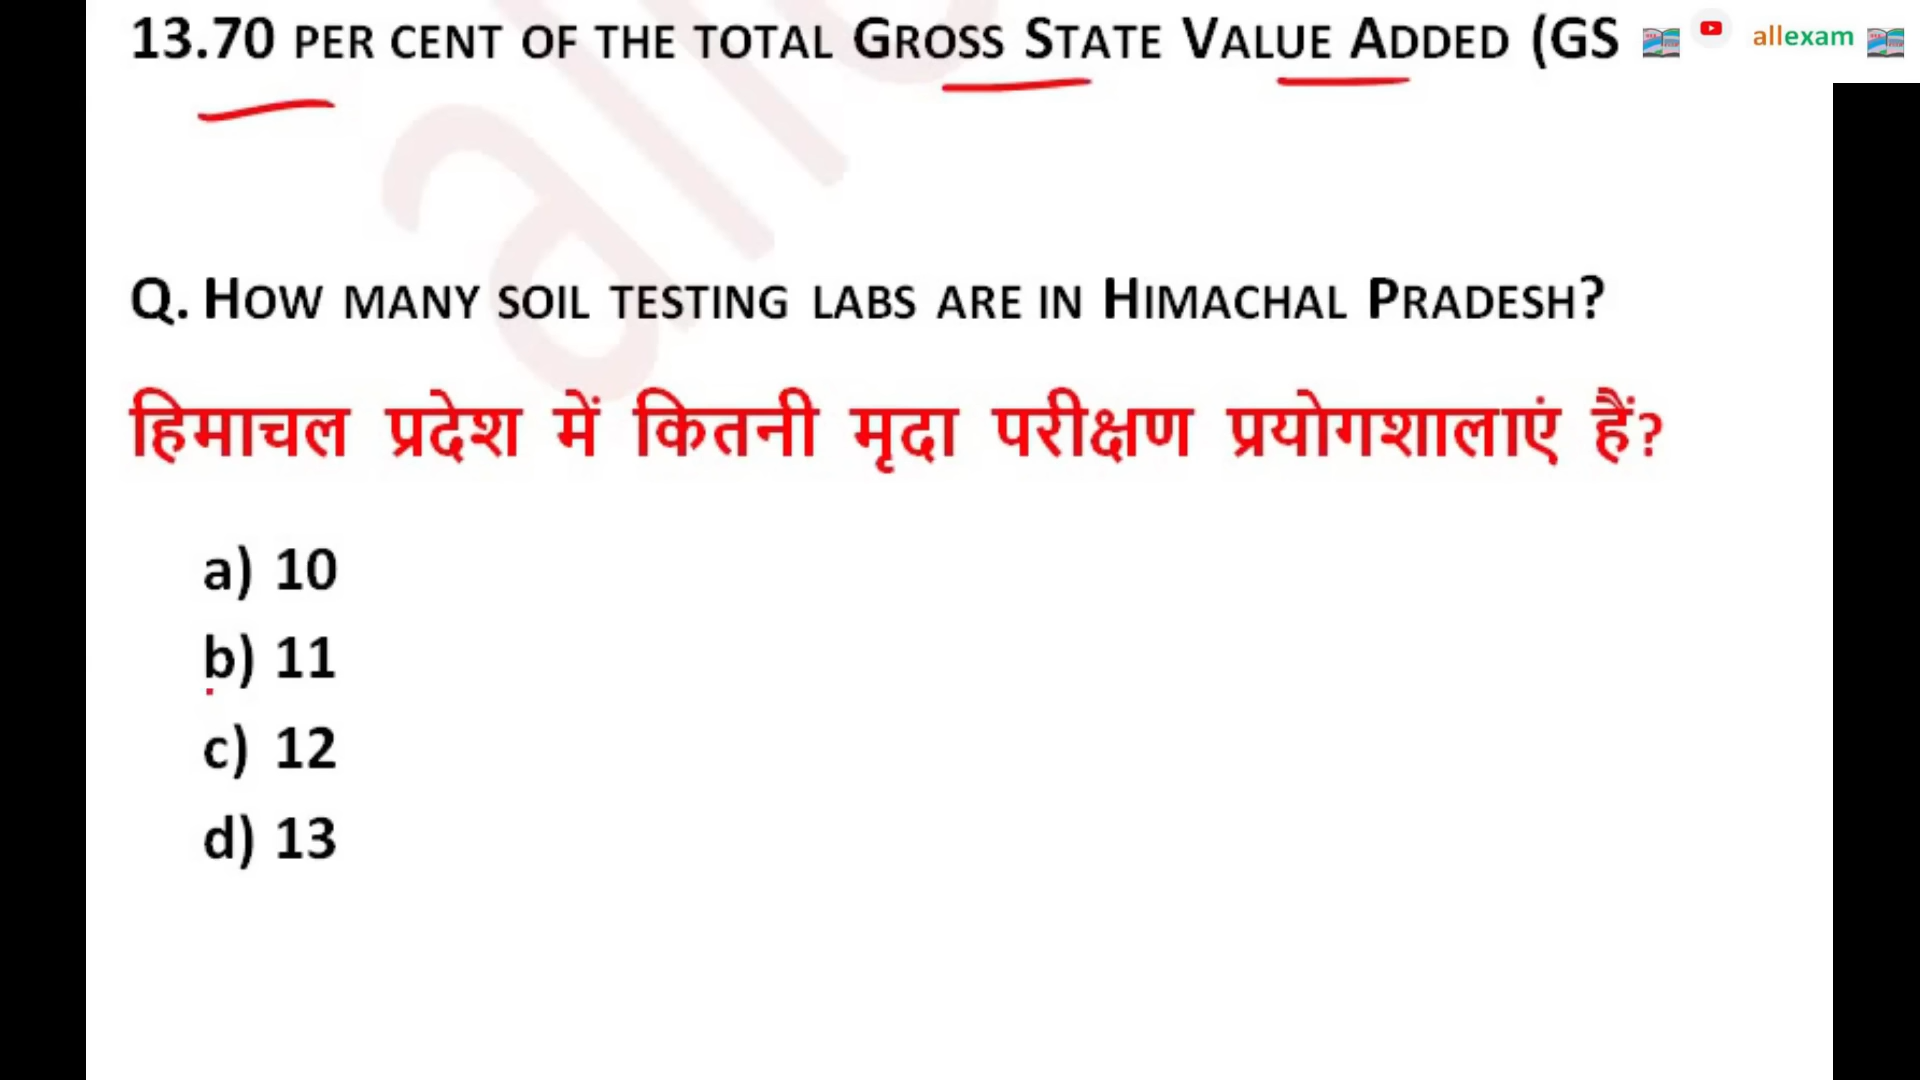 13.70 PER CENT OF THE TOTAL GROSS STATE VALUE ADDED (GS
allexam
Q. HOW MANY SOIL TESTING LABS ARE IN HIMACHAL PRADESH?
हिमाचल प्रदेश में कितनी मृदा परीक्षण प्रयोगशालाएं हैं?
a) 10
b) 11
c) 12
d) 13